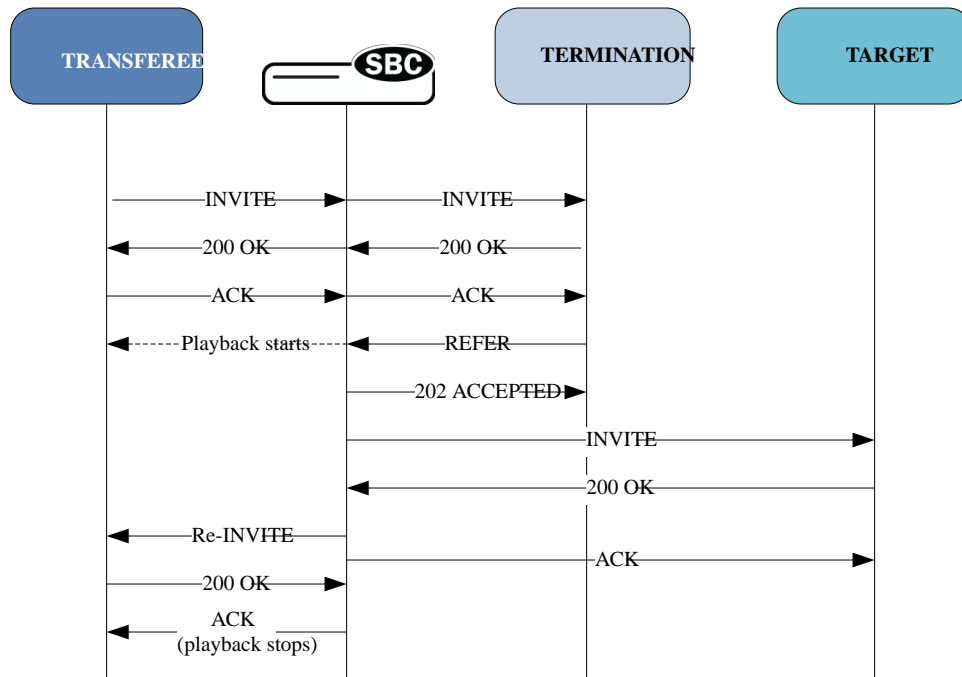 TRANSFEREE
SBC
TERMINATION
TARGET
INVITE
INVITE
200 OK
200 OK
ACK
ACK
Playback starts
REFER
202 ACCEPTED
INVITE
200 OK
Re-INVITE
ACK
200 OK
ACK
(playback stops)